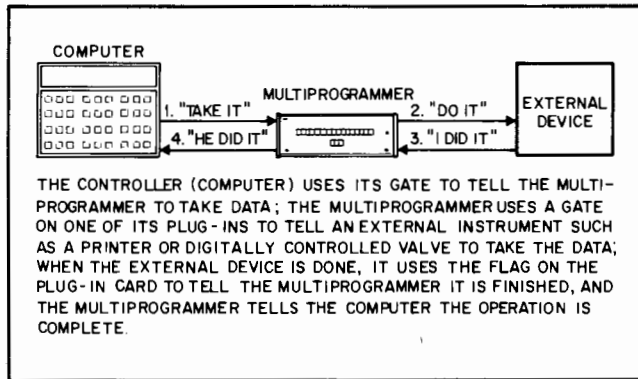 COMPUTER
MULTIPROGRAMMER
1. "TAKE IT"
2. "DO IT"
EXTERNAL
DEVICE
4. "HE DID IT"
3. "I DID IT"
THE CONTROLLER (COMPUTER) USES ITS GATE TO TELL THE MULTI-
PROGRAMMER TO TAKE DATA; THE MULTIPROGRAMMER USES A GATE
ON ONE OF ITS PLUG-INS TO TELL AN EXTERNAL INSTRUMENT SUCH
AS A PRINTER OR DIGITALLY CONTROLLED VALVE TO TAKE THE DATA;
WHEN THE EXTERNAL DEVICE IS DONE, IT USES THE FLAG ON THE
PLUG-IN CARD TO TELL THE MULTIPROGRAMMER IT IS FINISHED, AND
THE MULTIPROGRAMMER TELLS THE COMPUTER THE OPERATION IS
COMPLETE.